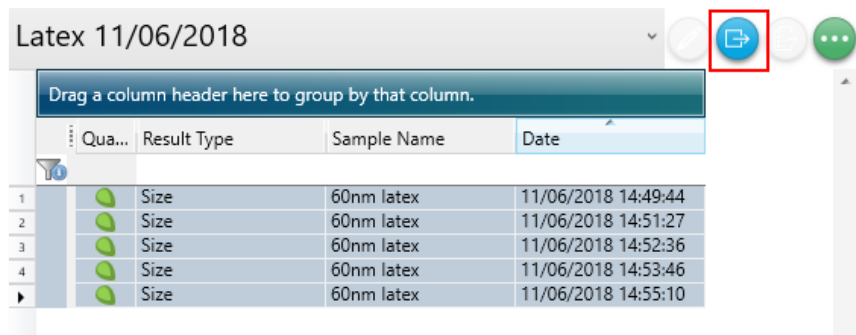 Latex 11/06/2018
Drag a column header here to group by that column.
Qua... Result Type Sample Name Date
1 Size 60nm latex 11/06/2018 14:49:44
2 Size 60nm latex 11/06/2018 14:51:27
3 Size 60nm latex 11/06/2018 14:52:36
4 Size 60nm latex 11/06/2018 14:53:46
Size 60nm latex 11/06/2018 14:55:10